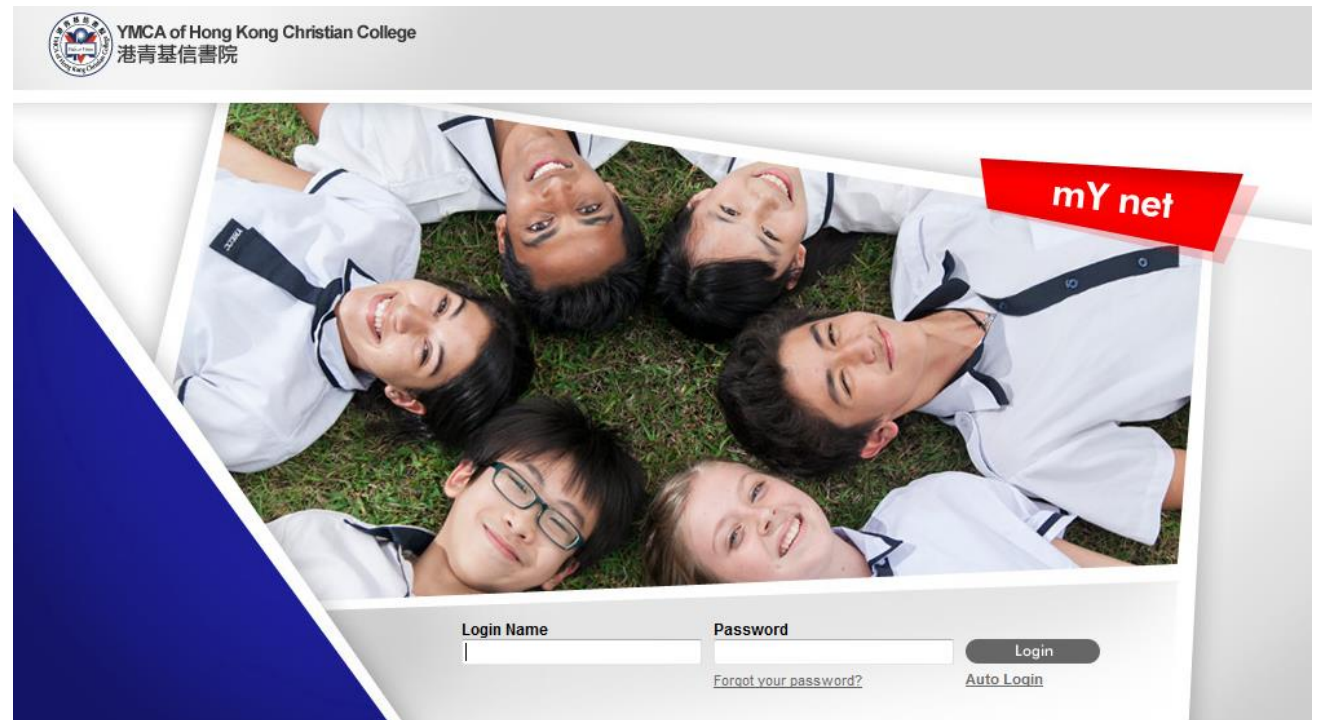 YMCA of Hong Kong Christian College
港青基信書院
mY net
YMCC
Login Name
Password
Login
Forgot your password?
Auto Login